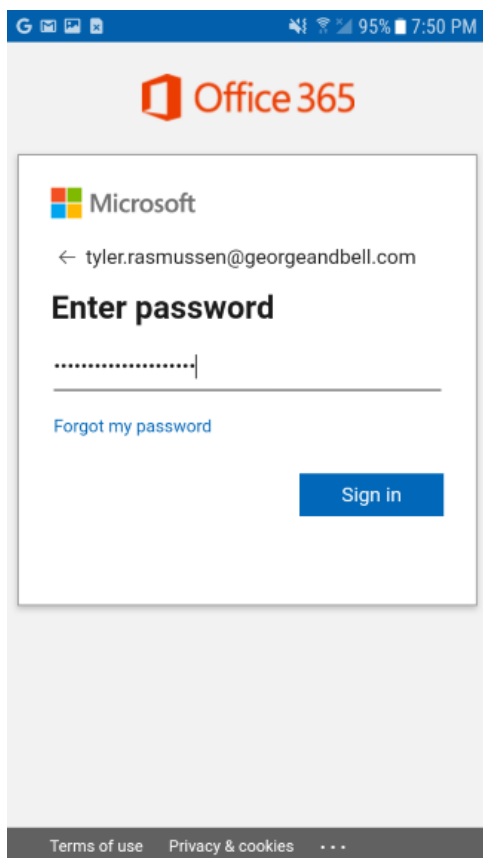 G 95% 7:50 PM
Office 365
Microsoft
← tyler.rasmussen@georgeandbell.com
Enter password
•••••••••••••••••••••
Forgot my password
Sign in
Terms of use Privacy & cookies ···